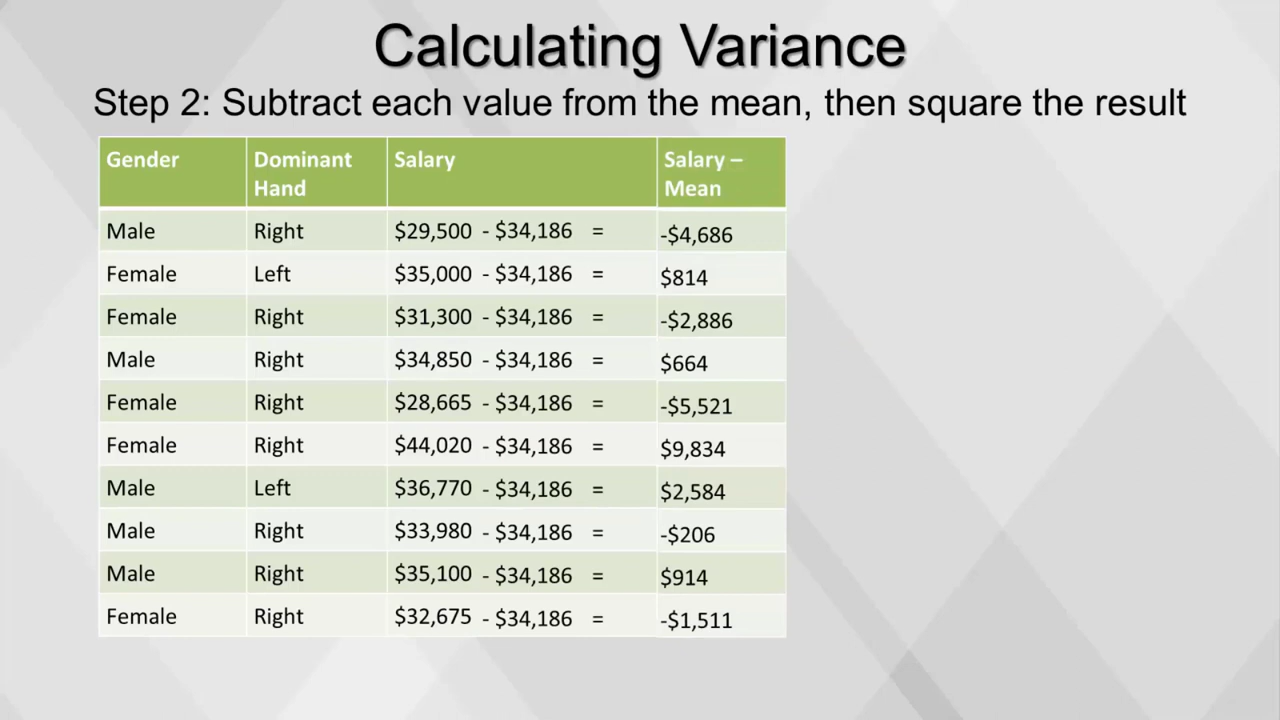 Calculating Variance
Step 2: Subtract each value from the mean, then square the result
Gender Dominant Hand Salary Salary – Mean
Male Right $29,500 - $34,186 = -$4,686
Female Left $35,000 - $34,186 = $814
Female Right $31,300 - $34,186 = -$2,886
Male Right $34,850 - $34,186 = $664
Female Right $28,665 - $34,186 = -$5,521
Female Right $44,020 - $34,186 = $9,834
Male Left $36,770 - $34,186 = $2,584
Male Right $33,980 - $34,186 = -$206
Male Right $35,100 - $34,186 = $914
Female Right $32,675 - $34,186 = -$1,511